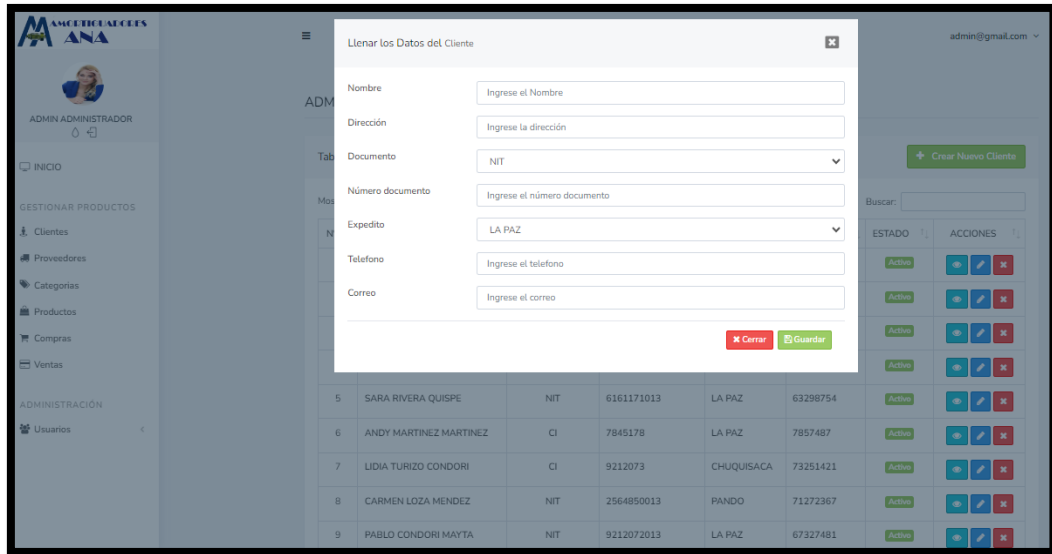 AMORTIGUADORES
ANA
ADMIN ADMINISTRADOR
INICIO
GESTIONAR PRODUCTOS
Clientes
Proveedores
Categorias
Productos
Compras
Ventas
ADMINISTRACIÓN
Usuarios
admin@gmail.com
ADM
Tab
Crear Nuevo Cliente
Mos
Buscar:
N
ESTADO
ACCIONES
Llenar los Datos del Cliente
Nombre
Ingrese el Nombre
Dirección
Ingrese la dirección
Documento
NIT
Número documento
Ingrese el número documento
Expedito
LA PAZ
Telefono
Ingrese el telefono
Correo
Ingrese el correo
Cerrar Guardar
Activo
Activo
Activo
Activo
5 SARA RIVERA QUISPE NIT 6161171013 LA PAZ 63298754 Activo
6 ANDY MARTINEZ MARTINEZ CI 7845178 LA PAZ 7857487 Activo
7 LIDIA TURIZO CONDORI CI 9212073 CHUQUISACA 73251421 Activo
8 CARMEN LOZA MENDEZ NIT 2564850013 PANDO 71272367 Activo
9 PABLO CONDORI MAYTA NIT 9212072013 LA PAZ 67327481 Activo